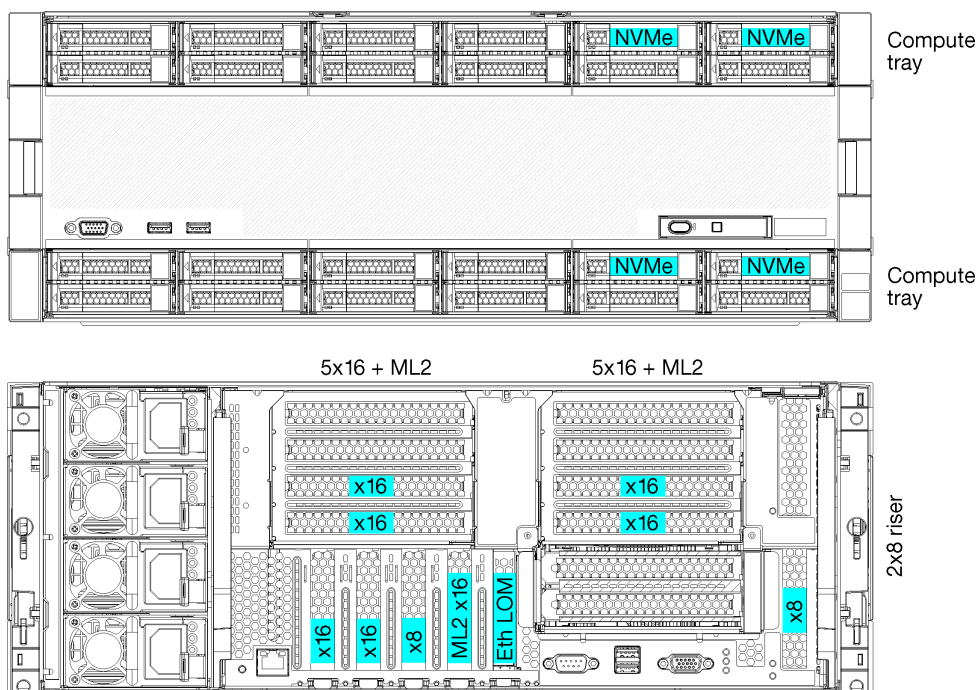 NVMe NVMe
Compute
tray
NVMe NVMe
Compute
tray
5x16 + ML2 5x16 + ML2
x16 x16
x16 x16
2x8 riser
x16
x16
x8
ML2 x16
Eth LOM
x8